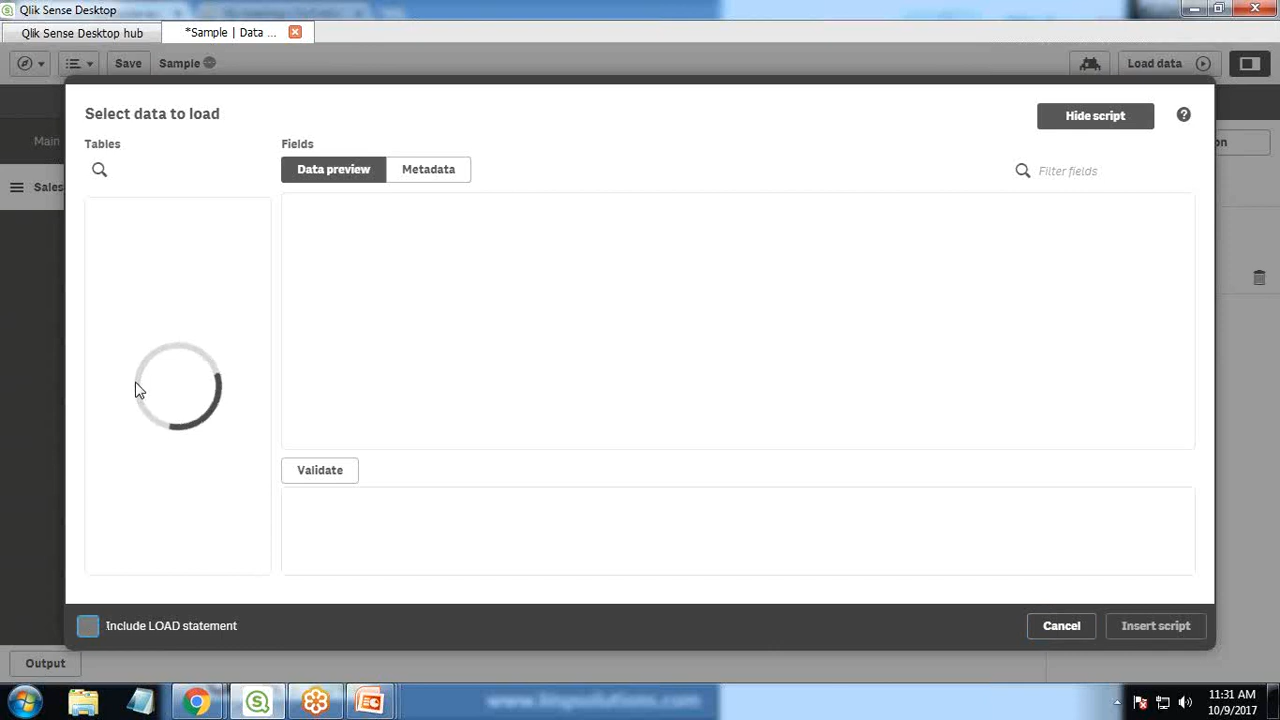 Qlik Sense Desktop
Qlik Sense Desktop hub
*Sample | Data ...
Save
Sample
Load data
Select data to load
Hide script
Main
Tables
Fields
on
Data preview
Metadata
Filter fields
Sales
Validate
Include LOAD statement
Cancel
Insert script
Output
11:31 AM
10/9/2017